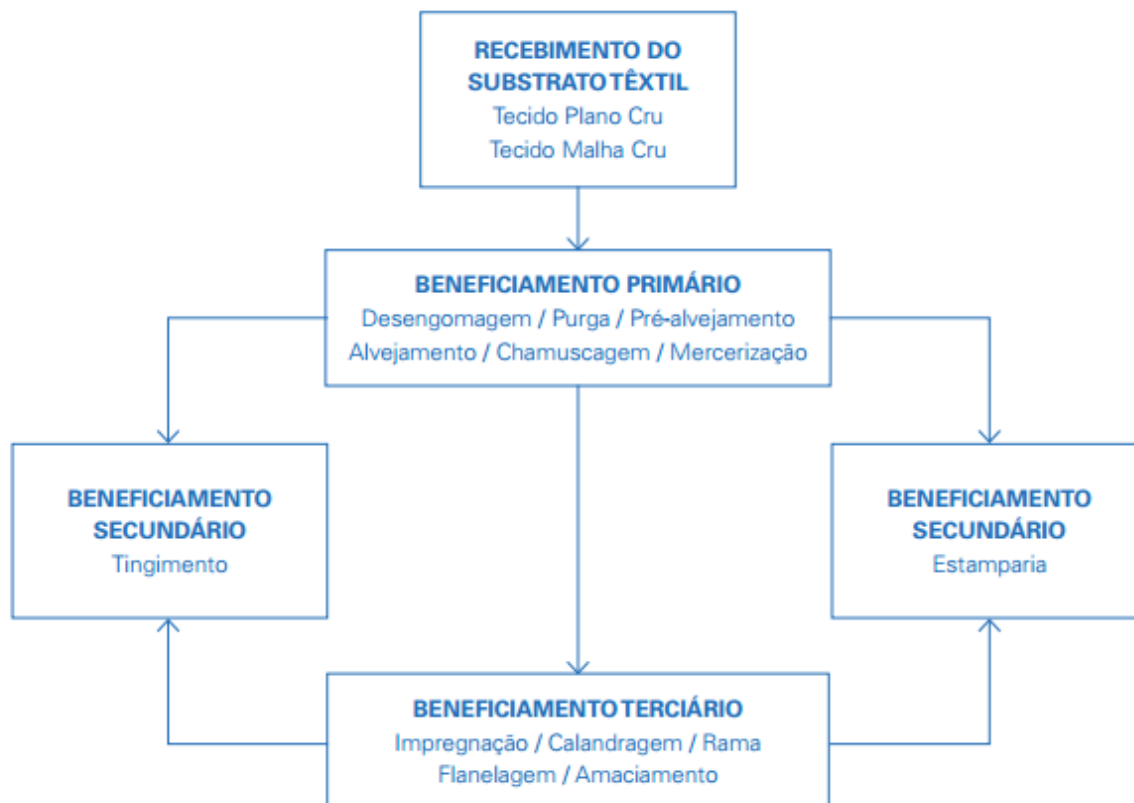 RECEBIMENTO DO
SUBSTRATO TÊXTIL
Tecido Plano Cru
Tecido Malha Cru
BENEFICIAMENTO PRIMÁRIO
Desengomagem / Purga / Pré-alvejamento
Alvejamento / Chamuscagem / Mercerização
BENEFICIAMENTO
SECUNDÁRIO
Tingimento
BENEFICIAMENTO
SECUNDÁRIO
Estamparia
BENEFICIAMENTO TERCIÁRIO
Impregnação / Calandragem / Rama
Flanelagem / Amaciamento